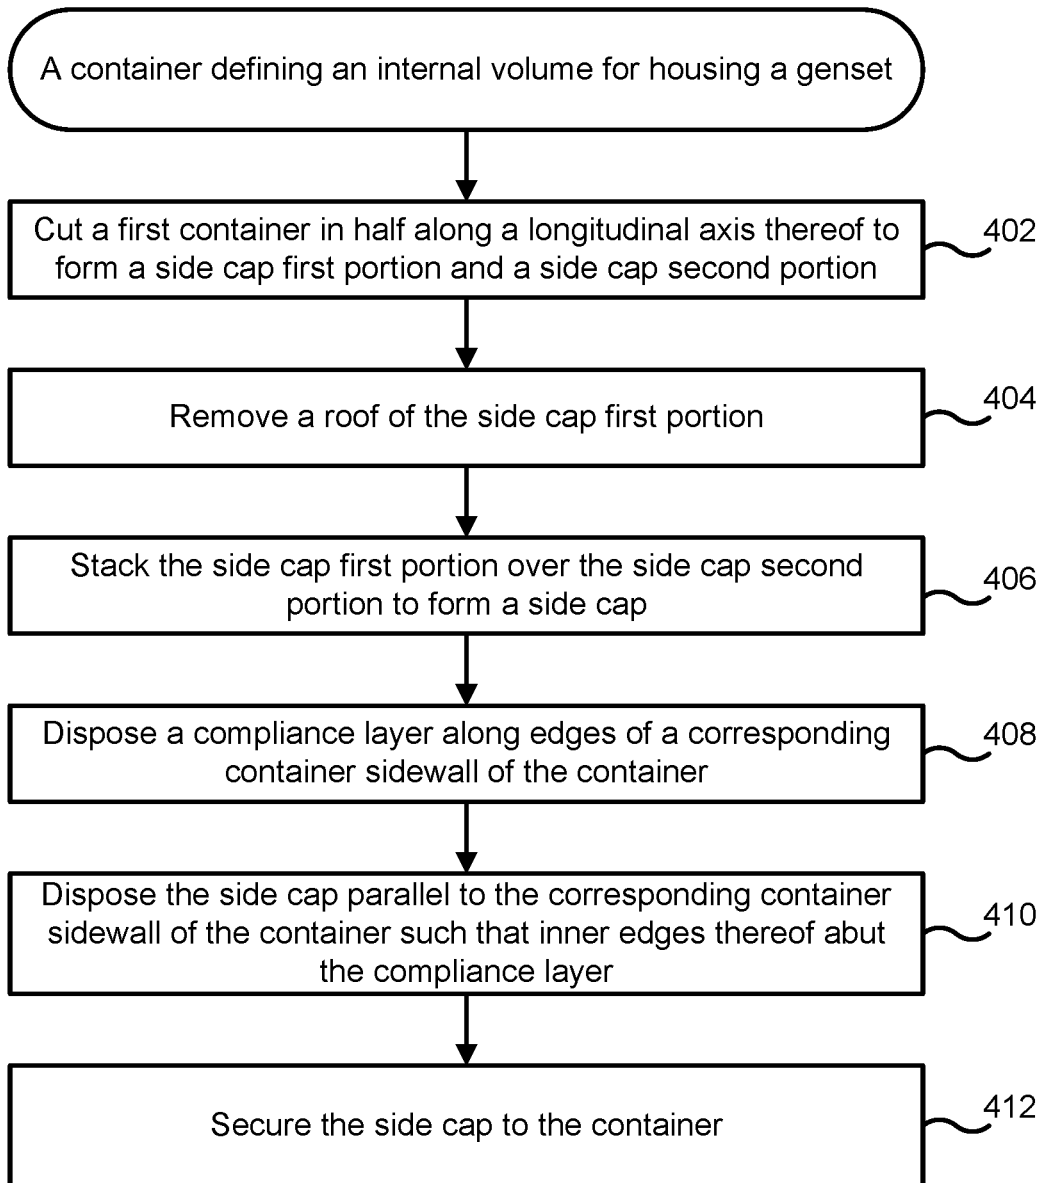 A container defining an internal volume for housing a genset
Cut a first container in half along a longitudinal axis thereof to
form a side cap first portion and a side cap second portion
402
Remove a roof of the side cap first portion
404
Stack the side cap first portion over the side cap second
portion to form a side cap
406
Dispose a compliance layer along edges of a corresponding
container sidewall of the container
408
Dispose the side cap parallel to the corresponding container
sidewall of the container such that inner edges thereof abut
the compliance layer
410
Secure the side cap to the container
412